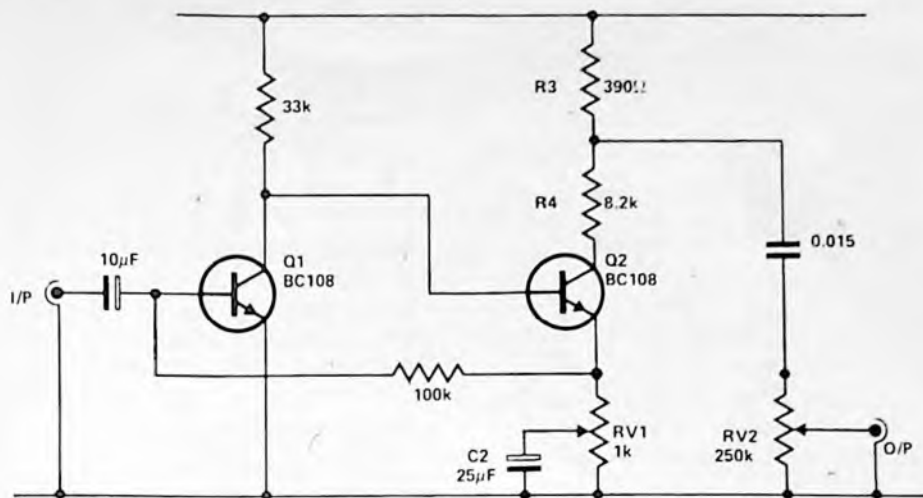 R3
390Ω
33k
R4
8.2k
0.015
10μF
Q1
BC108
Q2
BC108
I/P
100k
RV1
1k
C2
25μF
RV2
250k
O/P